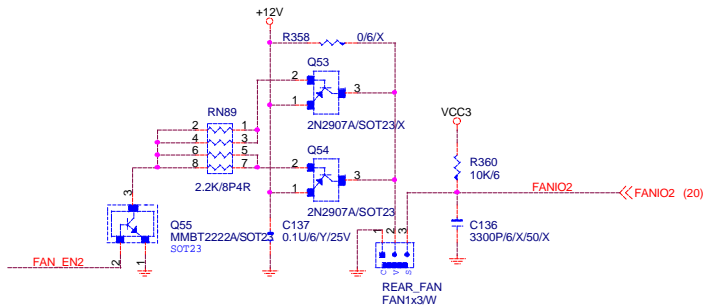 +12V
R358 0/6/X
Q53
2
1
3
2N2907A/SOT23/X
RN89
2 1
4 3
6 5
8 7
2.2K/8P4R
Q54
2
1
3
2N2907A/SOT23
VCC3
R360
10K/6
FANIO2
FANIO2 (20)
3
Q55
MMBT2222A/SOT23
SOT23
2
1
FAN_EN2
C137
0.1U/6/Y/25V
C136
3300P/6/X/50/X
1 2 3
G V S
REAR_FAN
FAN1x3/W